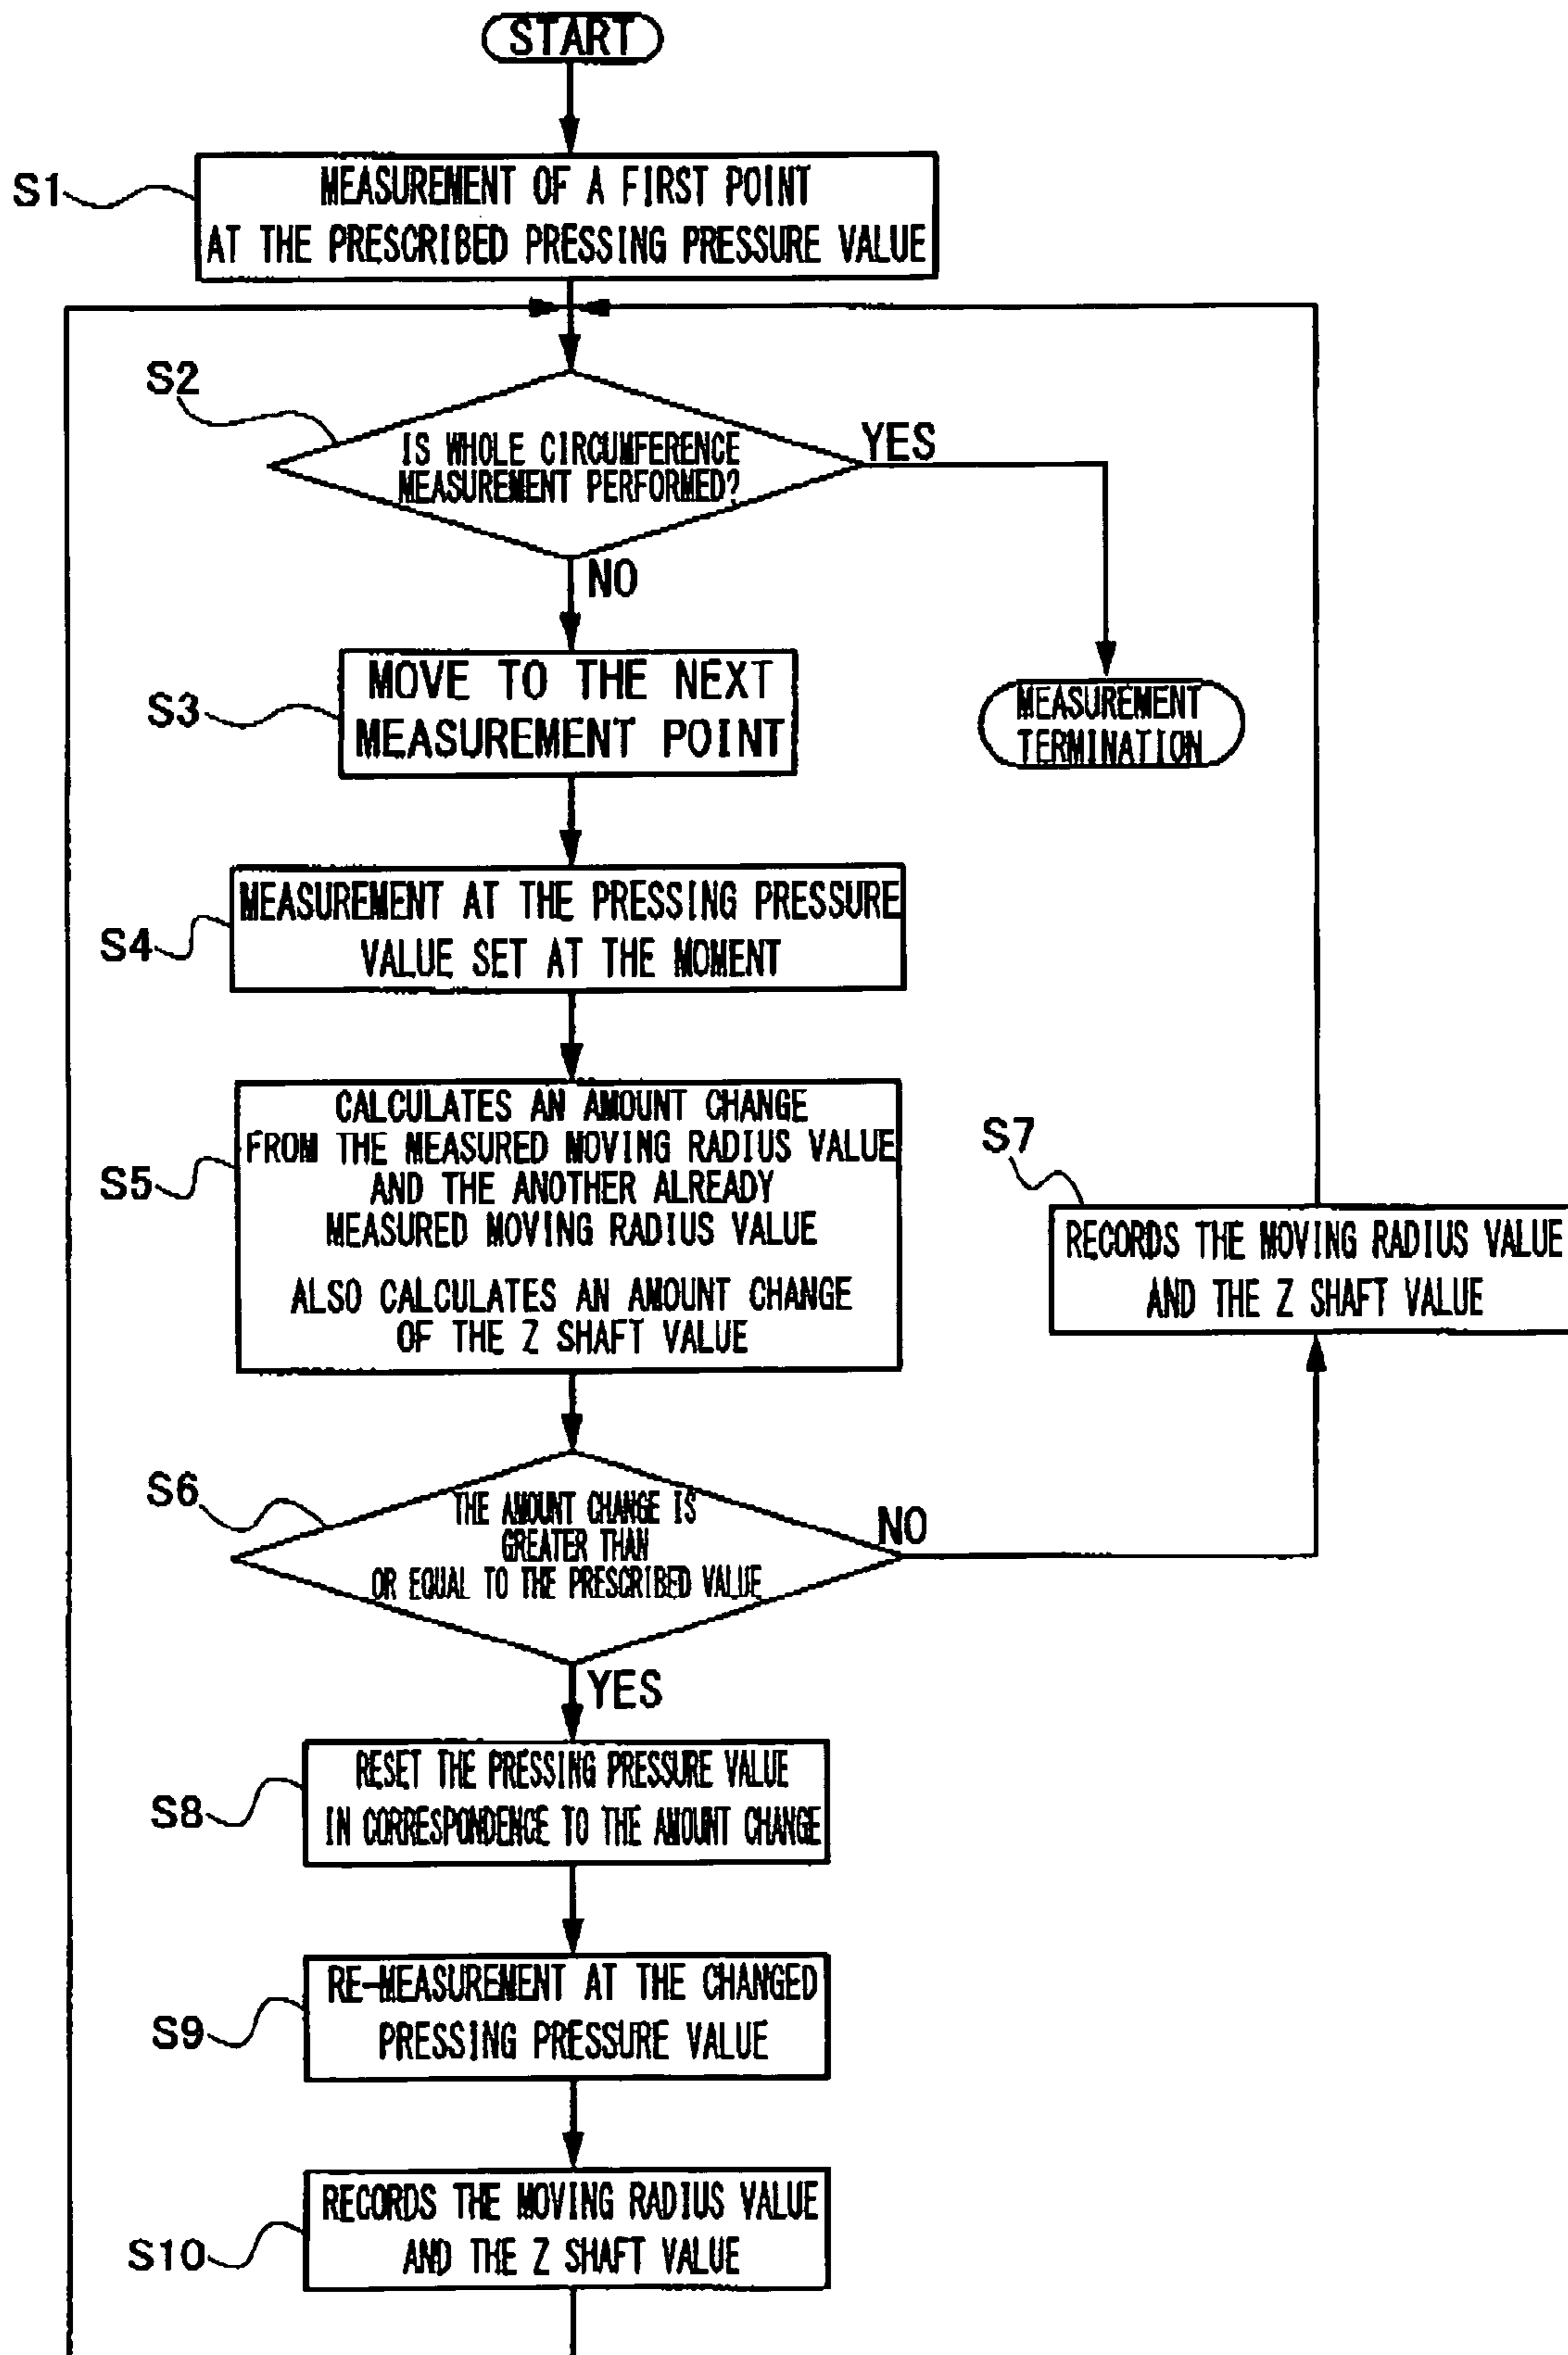 START
S1
MEASUREMENT OF A FIRST POINT
AT THE PRESCRIBED PRESSING PRESSURE VALUE
S2
IS WHOLE CIRCUMFERENCE
MEASUREMENT PERFORMED?
YES
NO
S3
MOVE TO THE NEXT
MEASUREMENT POINT
MEASUREMENT
TERMINATION
S4
MEASUREMENT AT THE PRESSING PRESSURE
VALUE SET AT THE MOMENT
S5
CALCULATES AN AMOUNT CHANGE
FROM THE MEASURED MOVING RADIUS VALUE
AND THE ANOTHER ALREADY
MEASURED MOVING RADIUS VALUE
ALSO CALCULATES AN AMOUNT CHANGE
OF THE Z SHAFT VALUE
S7
RECORDS THE MOVING RADIUS VALUE
AND THE Z SHAFT VALUE
S6
THE AMOUNT CHANGE IS
GREATER THAN
OR EQUAL TO THE PRESCRIBED VALUE
NO
YES
S8
RESET THE PRESSING PRESSURE VALUE
IN CORRESPONDENCE TO THE AMOUNT CHANGE
S9
RE-MEASUREMENT AT THE CHANGED
PRESSING PRESSURE VALUE
S10
RECORDS THE MOVING RADIUS VALUE
AND THE Z SHAFT VALUE